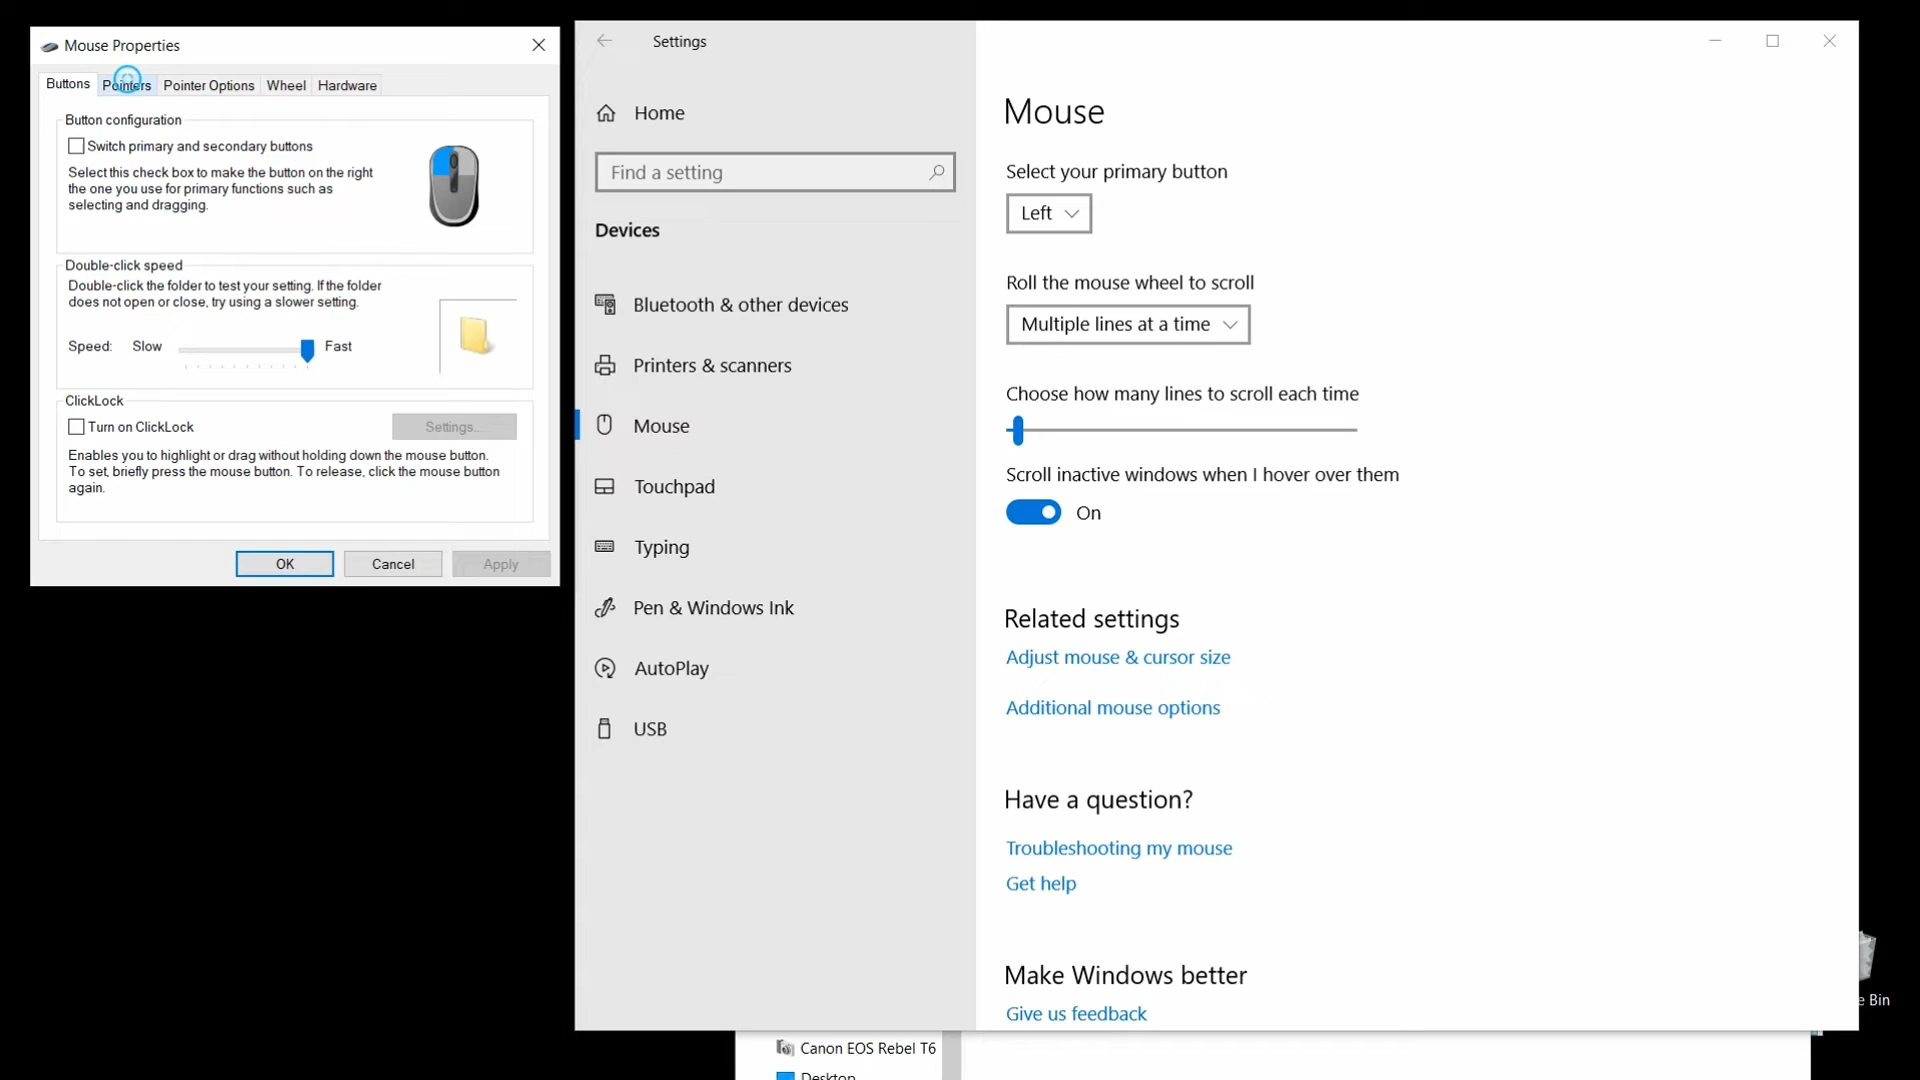 Mouse Properties
Buttons
Pointers
Pointer Options
Wheel
Hardware
Button configuration
Switch primary and secondary buttons
Select this check box to make the button on the right
the one you use for primary functions such as
selecting and dragging.
Double-click speed
Double-click the folder to test your setting. If the folder
does not open or close, try using a slower setting.
Speed:
Slow
Fast
ClickLock
Turn on ClickLock
Settings...
Enables you to highlight or drag without holding down the mouse button.
To set, briefly press the mouse button. To release, click the mouse button
again.
OK
Cancel
Apply
Settings
Home
Find a setting
Devices
Bluetooth & other devices
Printers & scanners
Mouse
Touchpad
Typing
Pen & Windows Ink
AutoPlay
USB
Mouse
Select your primary button
Left
Roll the mouse wheel to scroll
Multiple lines at a time
Choose how many lines to scroll each time
Scroll inactive windows when I hover over them
On
Related settings
Adjust mouse & cursor size
Additional mouse options
Have a question?
Troubleshooting my mouse
Get help
Make Windows better
Give us feedback
Canon EOS Rebel T6
Desktop
e Bin